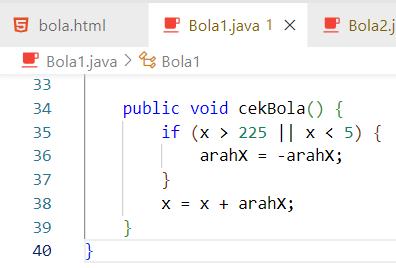 bola.html Bola1.java 1 Bola2.j
Bola1.java > Bola1
33
34 public void cekBola() {
35 if (x > 225 || x < 5) {
36 arahX = -arahX;
37 }
38 x = x + arahX;
39 }
40 }